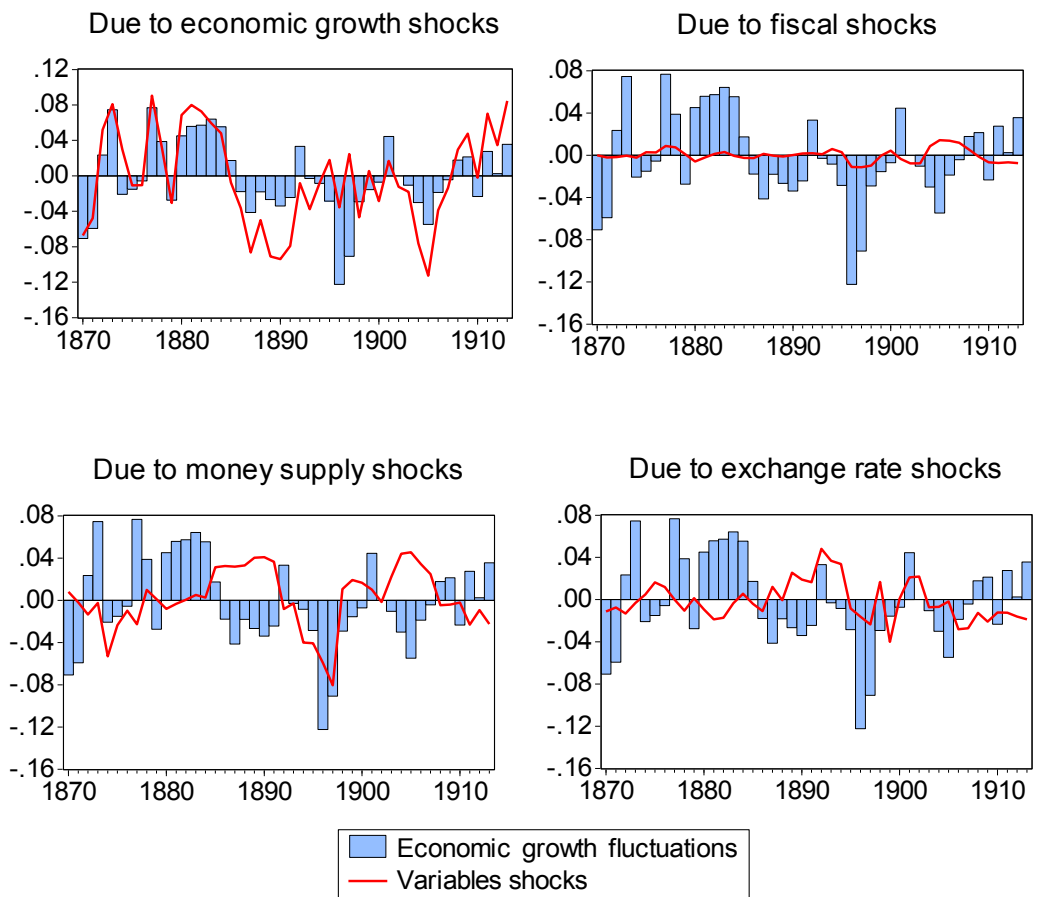 Due to economic growth shocks
.12
.08
.04
.00
-.04
-.08
-.12
-.16
1870 1880 1890 1900 1910
Due to fiscal shocks
.08
.04
.00
-.04
-.08
-.12
-.16
1870 1880 1890 1900 1910
Due to money supply shocks
.08
.04
.00
-.04
-.08
-.12
-.16
1870 1880 1890 1900 1910
Due to exchange rate shocks
.08
.04
.00
-.04
-.08
-.12
-.16
1870 1880 1890 1900 1910
Economic growth fluctuations
Variables shocks